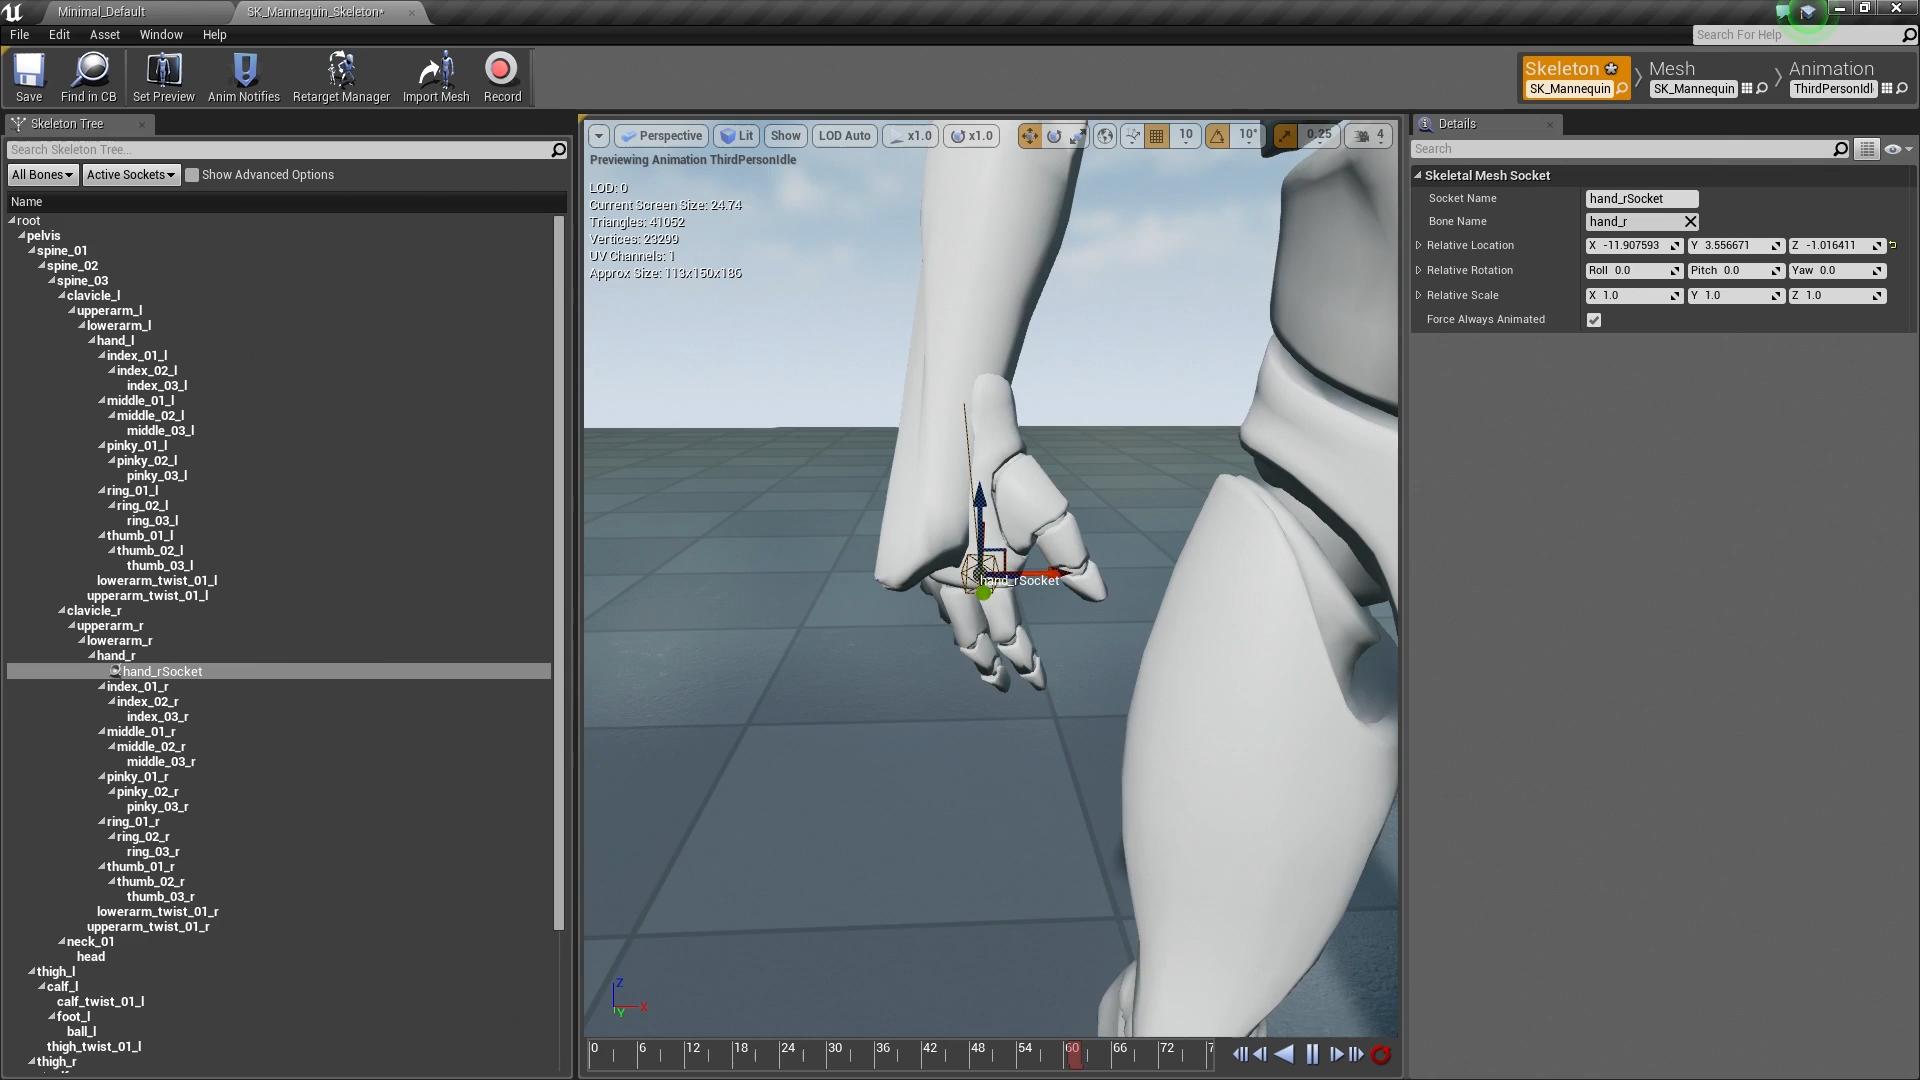 Minimal_Default
SK_Mannequin_Skeleton*
File Edit Asset Window Help
Search For Help
Save
Find in CB
Set Preview
Anim Notifies
Retarget Manager
Import Mesh
Record
Skeleton
SK_Mannequin
Mesh
SK_Mannequin
Animation
ThirdPersonIdl
Skeleton Tree
Search Skeleton Tree...
All Bones
Active Sockets
Show Advanced Options
Name
root
pelvis
spine_01
spine_02
spine_03
clavicle_l
upperarm_l
lowerarm_l
hand_l
index_01_l
index_02_l
index_03_l
middle_01_l
middle_02_l
middle_03_l
pinky_01_l
pinky_02_l
pinky_03_l
ring_01_l
ring_02_l
ring_03_l
thumb_01_l
thumb_02_l
thumb_03_l
lowerarm_twist_01_l
upperarm_twist_01_l
clavicle_r
upperarm_r
lowerarm_r
hand_r
hand_rSocket
index_01_r
index_02_r
index_03_r
middle_01_r
middle_02_r
middle_03_r
pinky_01_r
pinky_02_r
pinky_03_r
ring_01_r
ring_02_r
ring_03_r
thumb_01_r
thumb_02_r
thumb_03_r
lowerarm_twist_01_r
upperarm_twist_01_r
neck_01
head
thigh_l
calf_l
calf_twist_01_l
foot_l
ball_l
thigh_twist_01_l
thigh_r
Perspective Lit Show LOD Auto x1.0 x1.0 10 10° 0.25 4
Previewing Animation ThirdPersonIdle
LOD: 0
Current Screen Size: 24.74
Triangles: 41052
Vertices: 23299
UV Channels: 1
Approx Size: 113x150x186
hand_rSocket
Z
X
Y
0 6 12 18 24 30 36 42 48 54 60 66 72 7
Details
Search
Skeletal Mesh Socket
Socket Name hand_rSocket
Bone Name hand_r
Relative Location X -11.907593 Y 3.556671 Z -1.016411
Relative Rotation Roll 0.0 Pitch 0.0 Yaw 0.0
Relative Scale X 1.0 Y 1.0 Z 1.0
Force Always Animated